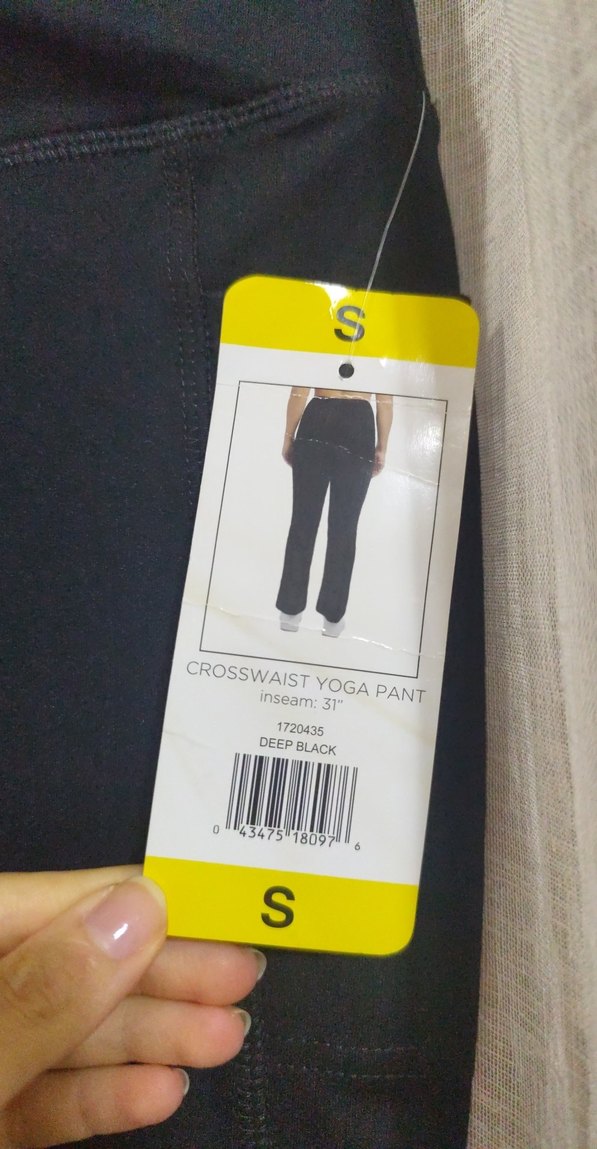 S
CROSSWAIST YOGA PANT
inseam: 31"
1720435
DEEP BLACK
0 43475 18097 6
S